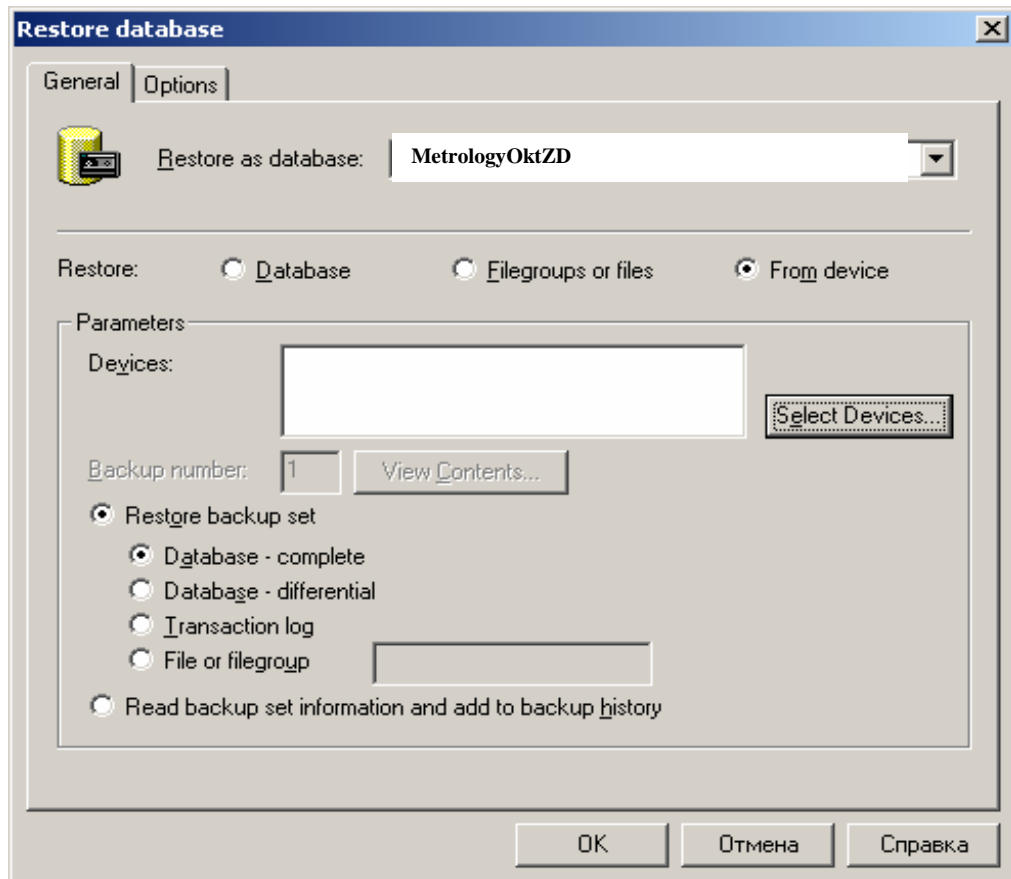 Restore database
General Options
Restore as database: MetrologyOktZD
Restore: Database Filegroups or files From device
Parameters
Devices:
Select Devices...
Backup number: 1 View Contents...
Restore backup set
Database - complete
Database - differential
Transaction log
File or filegroup
Read backup set information and add to backup history
OK Отмена Справка